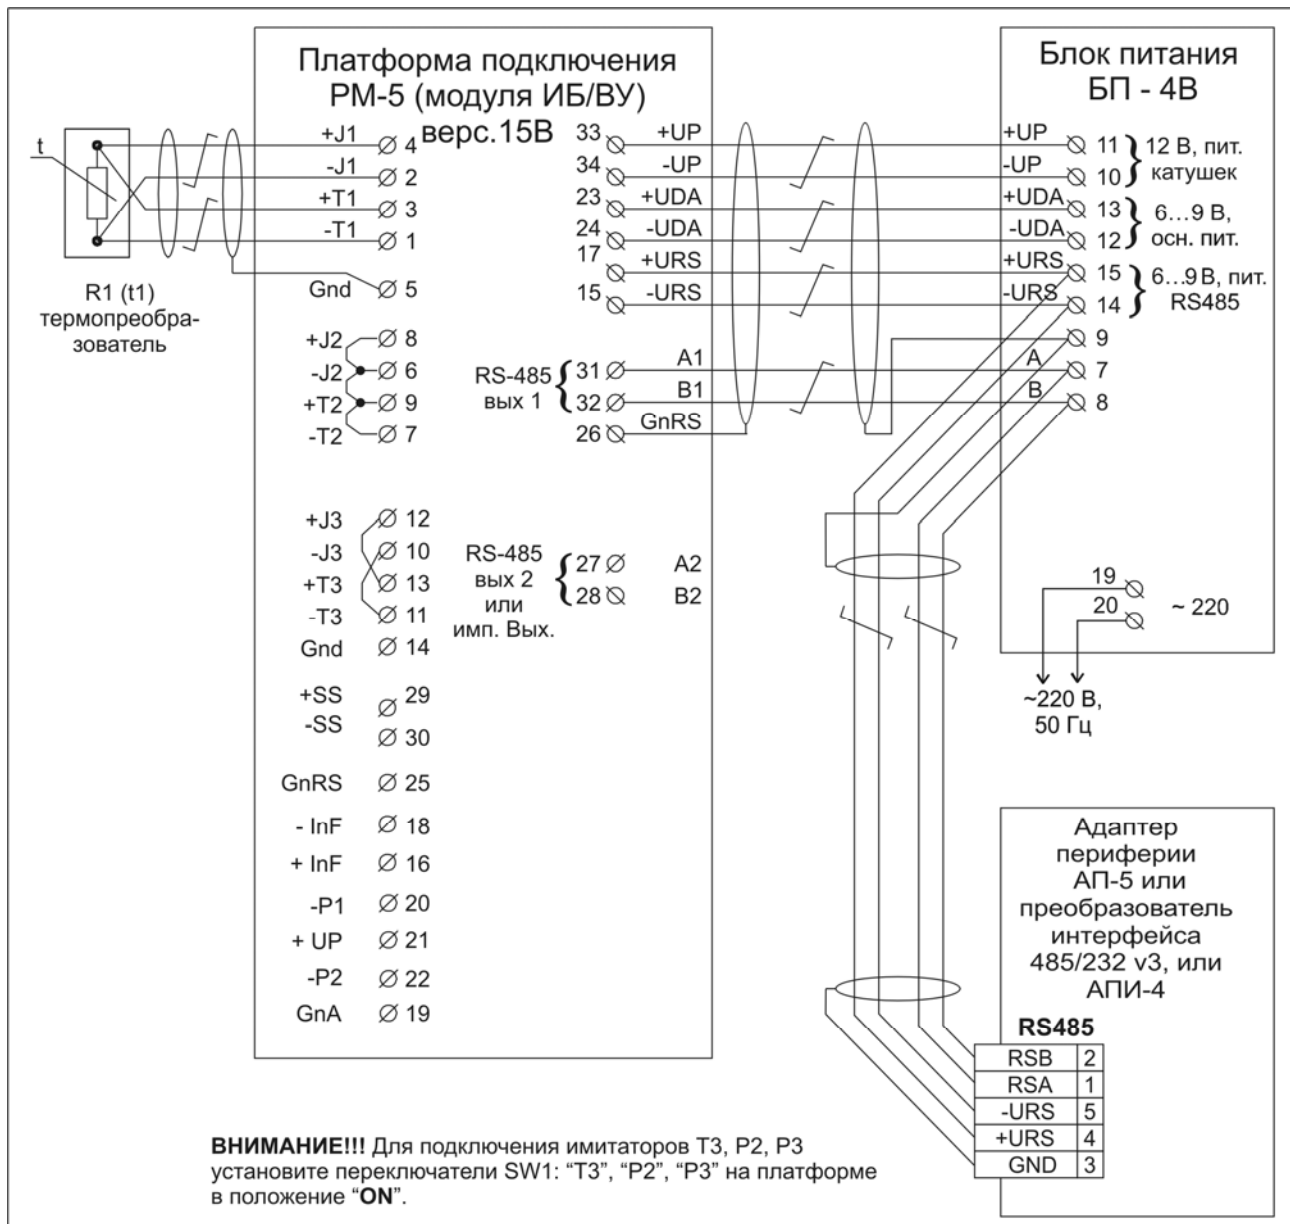 Платформа подключения
РМ-5 (модуля ИБ/ВУ)
верс.15В
Блок питания
БП - 4В
t
R1 (t1)
термопреобра-
зователь
+J1 4
-J1 2
+T1 3
-T1 1
Gnd 5
+J2 8
-J2 6
+T2 9
-T2 7
+J3 12
-J3 10
+T3 13
-T3 11
Gnd 14
+SS 29
-SS 30
GnRS 25
- InF 18
+ InF 16
-P1 20
+ UP 21
-P2 22
GnA 19
33 +UP
34 -UP
23 +UDA
24 -UDA
17 +URS
15 -URS
RS-485
вых 1
31 A1
32 B1
26 GnRS
RS-485
вых 2
или
имп. Вых.
27 A2
28 B2
+UP 11
-UP 10
12 В, пит.
катушек
+UDA 13
-UDA 12
6...9 В,
осн. пит.
+URS 15
-URS 14
6...9 В, пит.
RS485
9
A 7
B 8
19
20
~ 220
~220 В,
50 Гц
Адаптер
периферии
АП-5 или
преобразователь
интерфейса
485/232 v3, или
АПИ-4
RS485
RSB 2
RSA 1
-URS 5
+URS 4
GND 3
ВНИМАНИЕ!!! Для подключения имитаторов Т3, Р2, Р3
установите переключатели SW1: “Т3”, “Р2”, “Р3” на платформе
в положение “ON”.